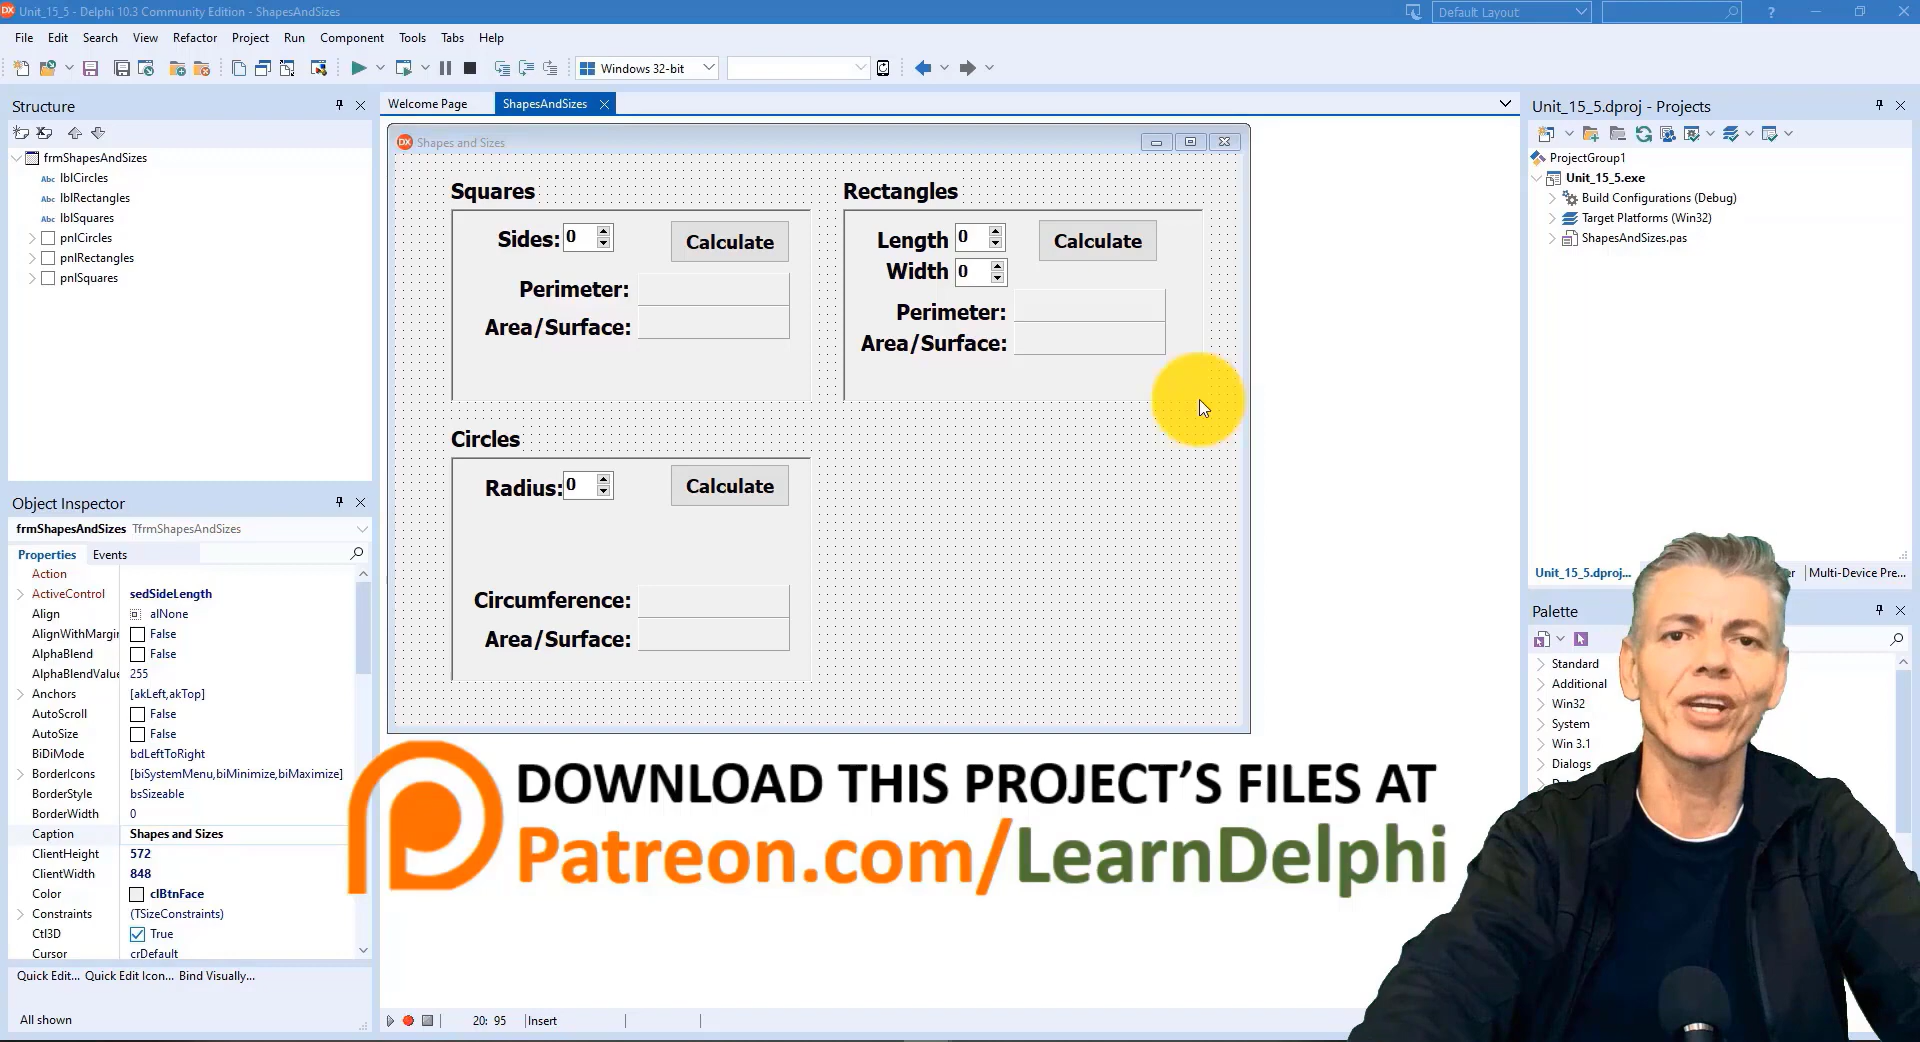 Unit_15_5 - Delphi 10.3 Community Edition - ShapesAndSizes
Default Layout
File Edit Search View Refactor Project Run Component Tools Tabs Help
Windows 32-bit
Structure
frmShapesAndSizes
lblCircles
lblRectangles
lblSquares
pnlCircles
pnlRectangles
pnlSquares
Object Inspector
frmShapesAndSizes TfrmShapesAndSizes
Properties Events
Action
ActiveControl sedSideLength
Align alNone
AlignWithMargin False
AlphaBlend False
AlphaBlendValue 255
Anchors [akLeft,akTop]
AutoScroll False
AutoSize False
BiDiMode bdLeftToRight
BorderIcons [biSystemMenu,biMinimize,biMaximize]
BorderStyle bsSizeable
BorderWidth 0
Caption Shapes and Sizes
ClientHeight 572
ClientWidth 848
Color clBtnFace
Constraints (TSizeConstraints)
Ctl3D True
Cursor crDefault
Quick Edit... Quick Edit Icon... Bind Visually...
All shown
Welcome Page ShapesAndSizes
Shapes and Sizes
Squares
Sides: 0 Calculate
Perimeter:
Area/Surface:
Rectangles
Length 0 Calculate
Width 0
Perimeter:
Area/Surface:
Circles
Radius: 0 Calculate
Circumference:
Area/Surface:
DOWNLOAD THIS PROJECT’S FILES AT
Patreon.com/LearnDelphi
20: 95 Insert
Unit_15_5.dproj - Projects
ProjectGroup1
Unit_15_5.exe
Build Configurations (Debug)
Target Platforms (Win32)
ShapesAndSizes.pas
Unit_15_5.dproj... Multi-Device Pre...
Palette
Standard
Additional
Win32
System
Win 3.1
Dialogs